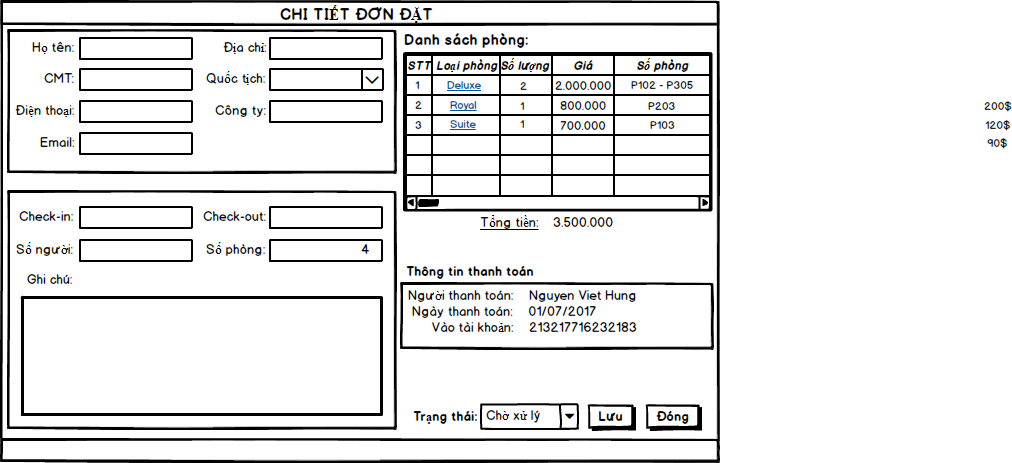 CHI TIẾT ĐƠN ĐẶT
Họ tên: Địa chỉ:
CMT: Quốc tịch:
Điện thoại: Công ty:
Email:
Check-in: Check-out:
Số người: Số phòng: 4
Ghi chú:
Danh sách phòng:
STT Loại phòng Số lượng Giá Số phòng
1 Deluxe 2 2.000.000 P102 - P305
2 Royal 1 800.000 P203
3 Suite 1 700.000 P103
Tổng tiền: 3.500.000
Thông tin thanh toán
Người thanh toán: Nguyen Viet Hung
Ngày thanh toán: 01/07/2017
Vào tài khoản: 213217716232183
Trạng thái: Chờ xử lý Lưu Đóng
200$
120$
90$